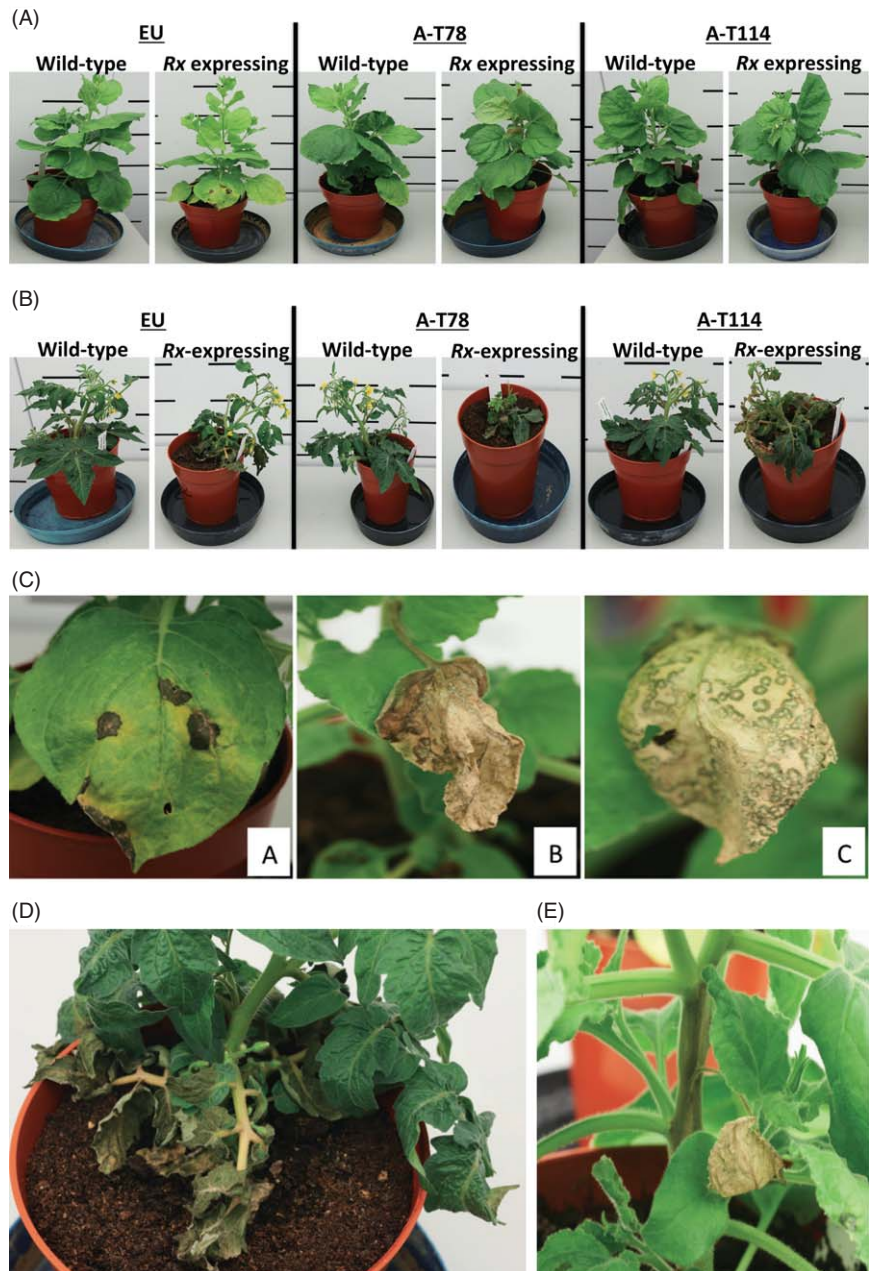 (A)
EU A-T78 A-T114
Wild-type Rx expressing Wild-type Rx expressing Wild-type Rx expressing
(B)
EU A-T78 A-T114
Wild-type Rx-expressing Wild-type Rx-expressing Wild-type Rx-expressing
(C)
A B C
(D) (E)